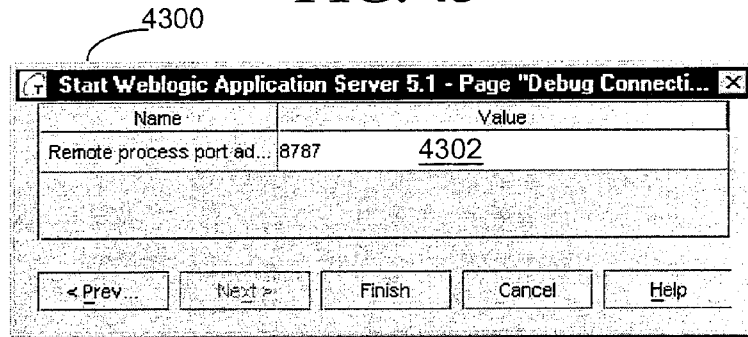 4300
Start Weblogic Application Server 5.1 - Page "Debug Connecti...
Name Value
Remote process port ad... 8787 4302
< Prev... Next > Finish Cancel Help